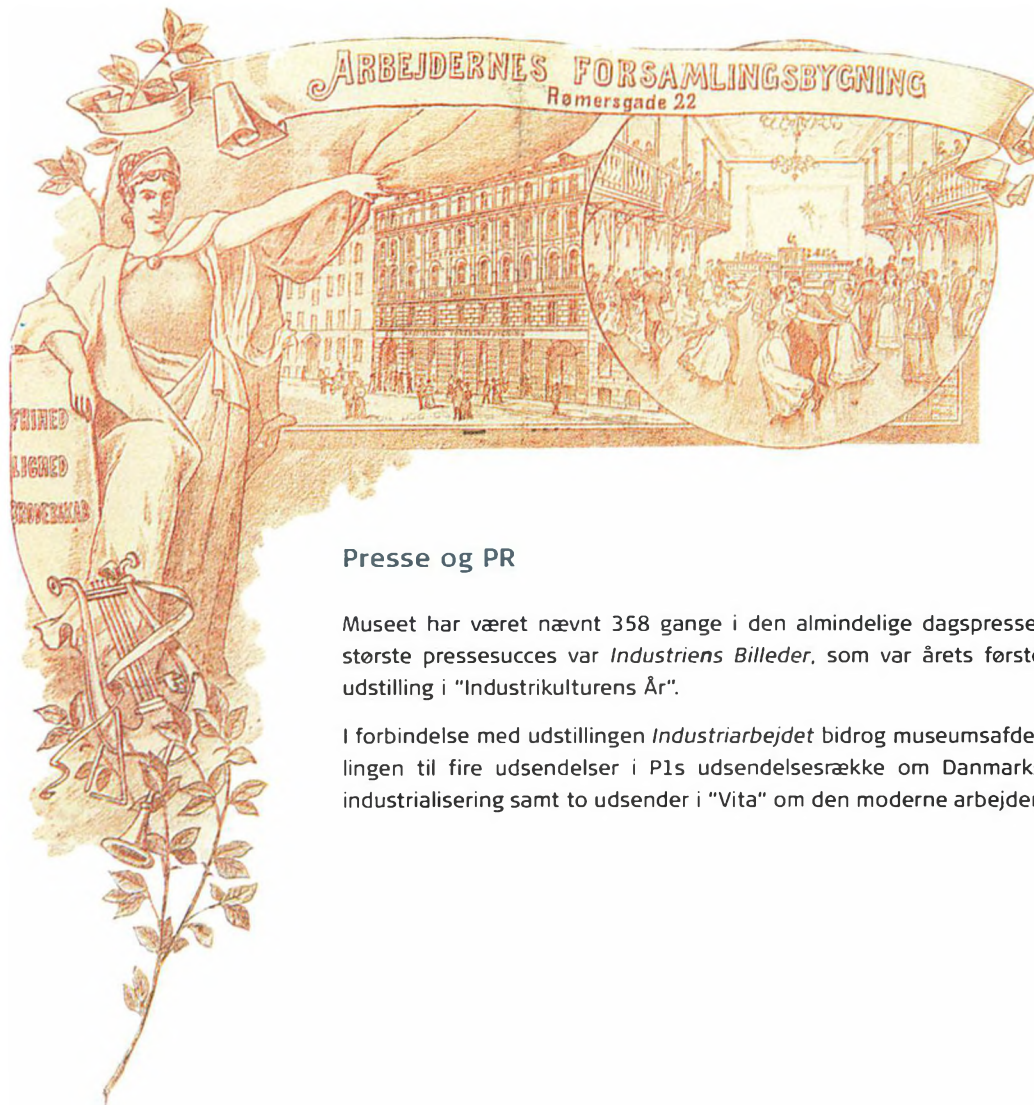 ARBEJDERNES FORSAMLINGSBYGNING
Rømersgade 22
FRIHED
LIGHED
BRODERSKAB
Presse og PR
Museet har været nævnt 358 gange i den almindelige dagspresse
største pressesucces var Industriens Billeder, som var årets første
udstilling i "Industrikulturens År".
I forbindelse med udstillingen Industriarbejdet bidrog museumsafde
lingen til fire udsendelser i P1s udsendelsesrække om Danmark
industrialisering samt to udsender i "Vita" om den moderne arbejder